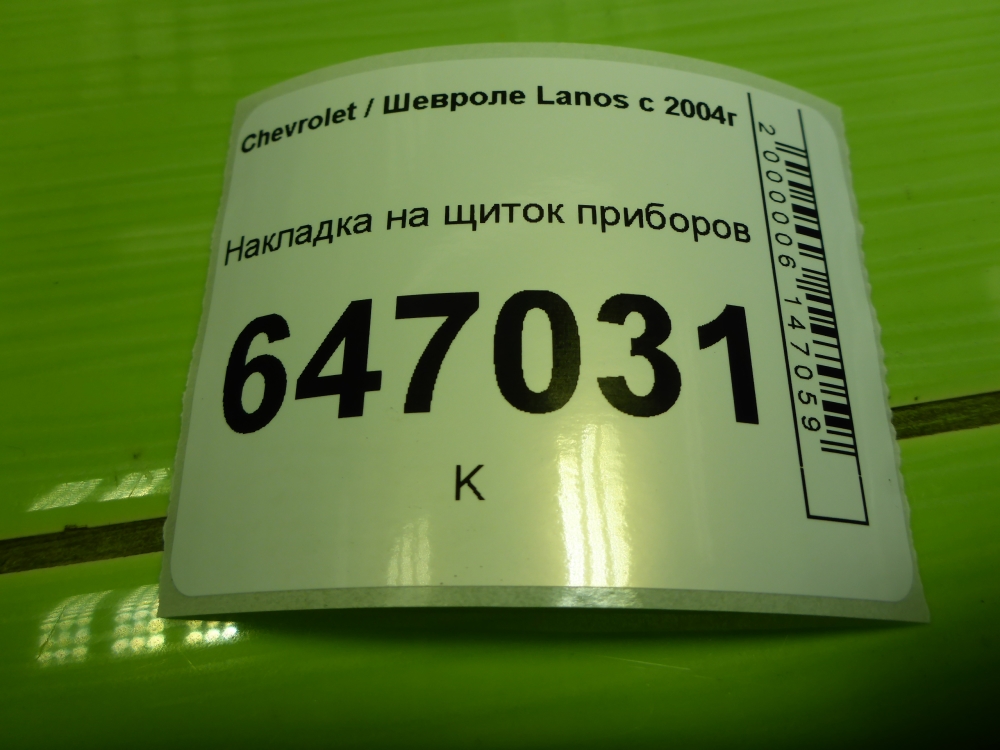 Chevrolet / Шевроле Lanos с 2004г
Накладка на щиток приборов
647031
К
2000006147059